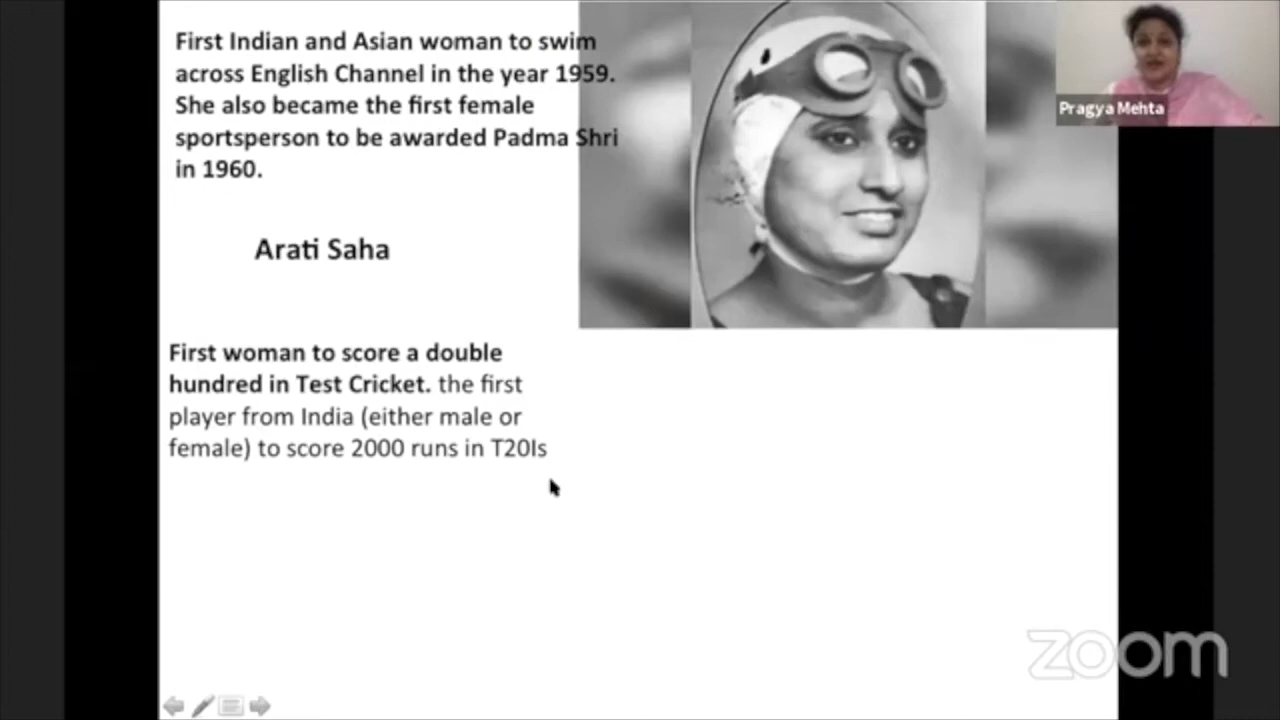 First Indian and Asian woman to swim
across English Channel in the year 1959.
She also became the first female
sportsperson to be awarded Padma Shri
in 1960.
Arati Saha
First woman to score a double
hundred in Test Cricket. the first
player from India (either male or
female) to score 2000 runs in T20Is
Pragya Mehta
zoom